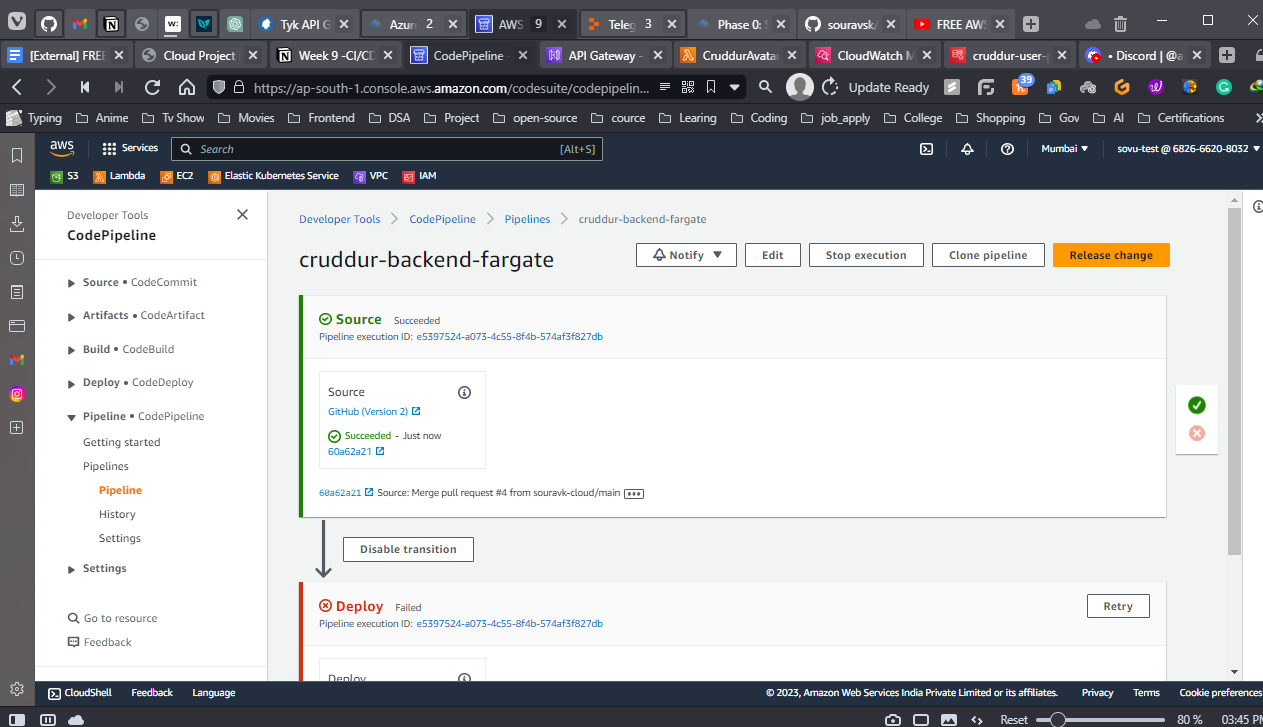 Tyk API G
Azur 2
AWS 9
Teleg 3
Phase 0: S
souravsk/
FREE AWS
[External] FREE
Cloud Project
Week 9 -CI/CD
CodePipeline -
API Gateway -
CruddurAvatar
CloudWatch M
cruddur-user-p
• Discord | @a
https://ap-south-1.console.aws.amazon.com/codesuite/codepipelin...
Update Ready
39
Typing
Anime
Tv Show
Movies
Frontend
DSA
Project
open-source
cource
Learing
Coding
job_apply
College
Shopping
Gov
AI
Certifications
aws
Services
Search
[Alt+S]
Mumbai
sovu-test @ 6826-6620-8032
S3
Lambda
EC2
Elastic Kubernetes Service
VPC
IAM
Developer Tools
CodePipeline
Source • CodeCommit
Artifacts • CodeArtifact
Build • CodeBuild
Deploy • CodeDeploy
Pipeline • CodePipeline
Getting started
Pipelines
Pipeline
History
Settings
Settings
Go to resource
Feedback
Developer Tools
CodePipeline
Pipelines
cruddur-backend-fargate
cruddur-backend-fargate
Notify
Edit
Stop execution
Clone pipeline
Release change
Source Succeeded
Pipeline execution ID: e5397524-a073-4c55-8f4b-574af3f827db
Source
GitHub (Version 2)
Succeeded - Just now
60a62a21
60a62a21 Source: Merge pull request #4 from souravk-cloud/main
Disable transition
Deploy Failed
Retry
Pipeline execution ID: e5397524-a073-4c55-8f4b-574af3f827db
Deploy
CloudShell
Feedback
Language
© 2023, Amazon Web Services India Private Limited or its affiliates.
Privacy
Terms
Cookie preferences
Reset
80 %
03:45 PM